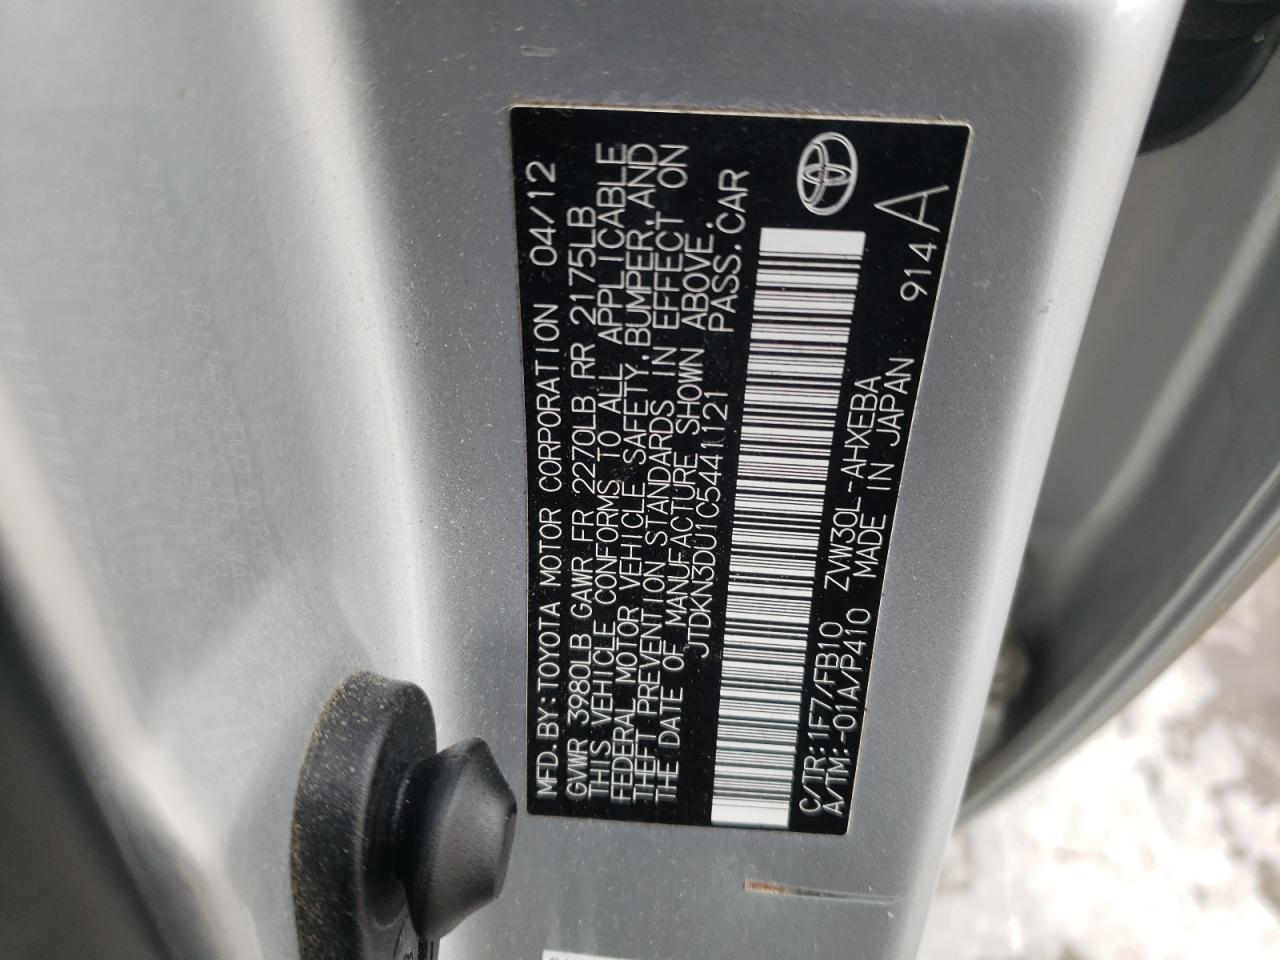 MFD.BY:TOYOTA MOTOR CORPORATION 04/12
GVWR 3980LB GAWR FR 2270LB RR 2175LB
THIS VEHICLE CONFORMS TO ALL APPLICABLE
FEDERAL MOTOR VEHICLE SAFETY,BUMPER,AND
THEFT PREVENTION STANDARDS IN EFFECT ON
THE DATE OF MANUFACTURE SHOWN ABOVE.
JTDKN3DU1C5441121 PASS.CAR
C/TR:1F7/FB10 ZVW30L-AHXEBA
A/TM:-01A/P410 MADE IN JAPAN
914 A